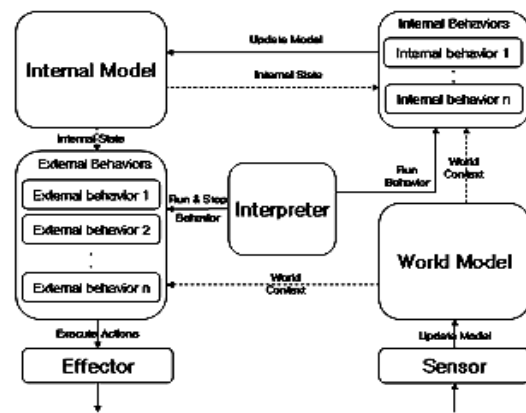 Internal Behaviors
Update Model
Internal behavior 1
Internal Model
Internal State
Internal behavior n
Internal State
External Behaviors
Run
Behavior
World
Context
External behavior 1
Run & Stop
Behavior
Interpreter
External behavior 2
World Model
World
Context
External behavior n
Execute Actions
Update Model
Effector
Sensor